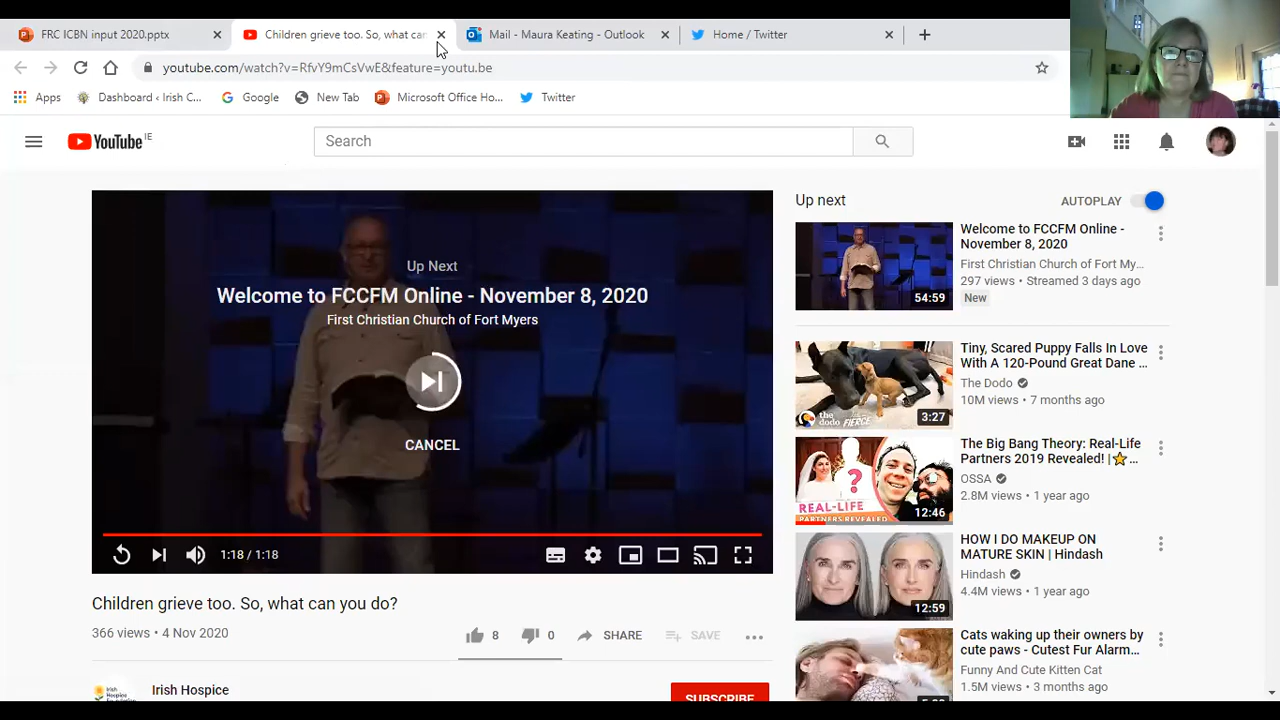 FRC ICBN input 2020.pptx
Children grieve too. So, what can
Mail - Maura Keating - Outlook
Home / Twitter
youtube.com/watch?v=RfvY9mCsVwE&feature=youtu.be
Apps
Dashboard ‹ Irish C...
Google
New Tab
Microsoft Office Ho...
Twitter
YouTube IE
Search
Up Next
Welcome to FCCFM Online - November 8, 2020
First Christian Church of Fort Myers
CANCEL
1:18 / 1:18
Children grieve too. So, what can you do?
366 views • 4 Nov 2020
8
0
SHARE
SAVE
Irish
Hospice
Irish Hospice
SUBSCRIBE
Up next
AUTOPLAY
54:59
Welcome to FCCFM Online -
November 8, 2020
First Christian Church of Fort My...
297 views • Streamed 3 days ago
New
the dodo
FIERCE
3:27
Tiny, Scared Puppy Falls In Love
With A 120-Pound Great Dane ...
The Dodo
10M views • 7 months ago
?
REAL-LIFE
PARTNERS REVEALED!
12:46
The Big Bang Theory: Real-Life
Partners 2019 Revealed! |⭐...
OSSA
2.8M views • 1 year ago
12:59
HOW I DO MAKEUP ON
MATURE SKIN | Hindash
Hindash
4.4M views • 1 year ago
Cats waking up their owners by
cute paws - Cutest Fur Alarm...
Funny And Cute Kitten Cat
1.5M views • 3 months ago